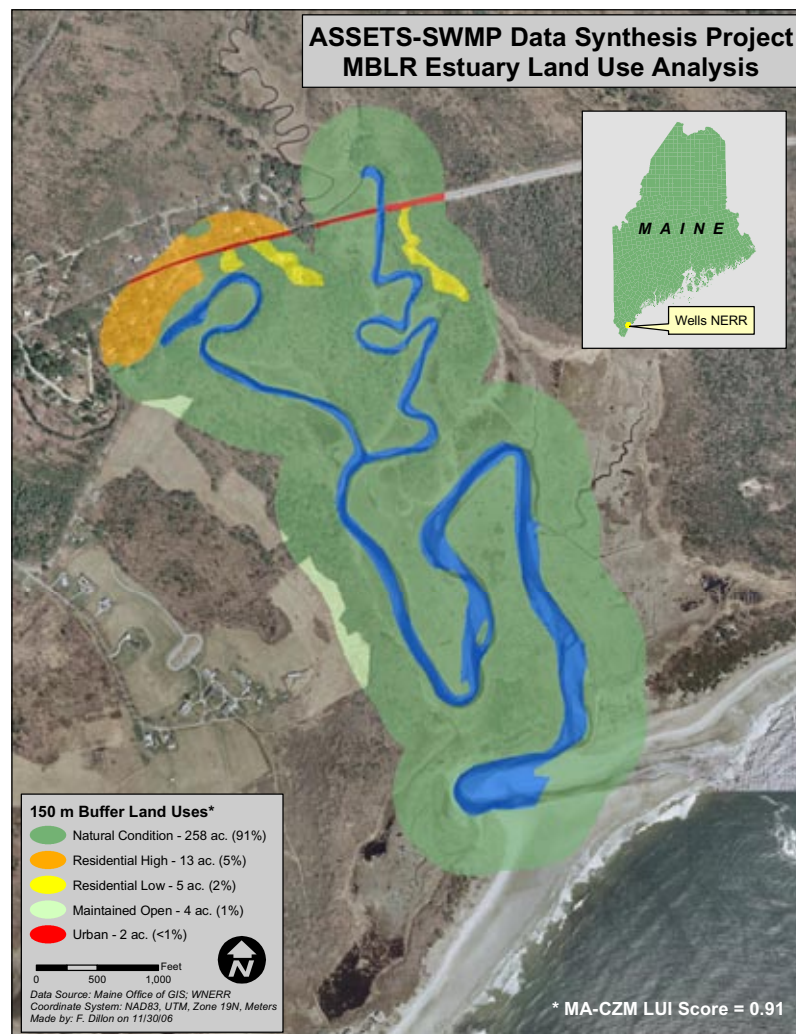 ASSETS-SWMP Data Synthesis Project
MBLR Estuary Land Use Analysis
M A I N E
Wells NERR
150 m Buffer Land Uses*
Natural Condition - 258 ac. (91%)
Residential High - 13 ac. (5%)
Residential Low - 5 ac. (2%)
Maintained Open - 4 ac. (1%)
Urban - 2 ac. (<1%)
Feet
0 500 1,000
N
Data Source: Maine Office of GIS; WNERR
Coordinate System: NAD83, UTM, Zone 19N, Meters
Made by: F. Dillon on 11/30/06
* MA-CZM LUI Score = 0.91